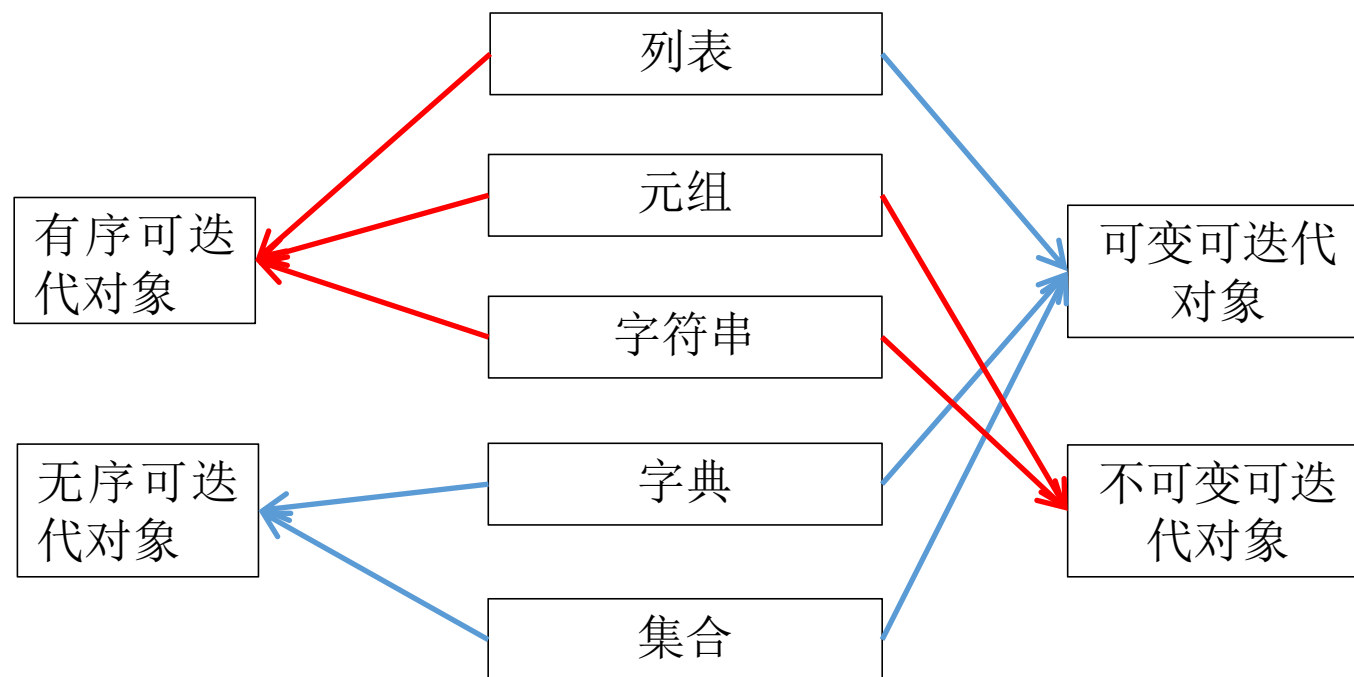 列表
元组
有序可迭
代对象
可变可迭代
对象
字符串
无序可迭
代对象
字典
不可变可迭
代对象
集合